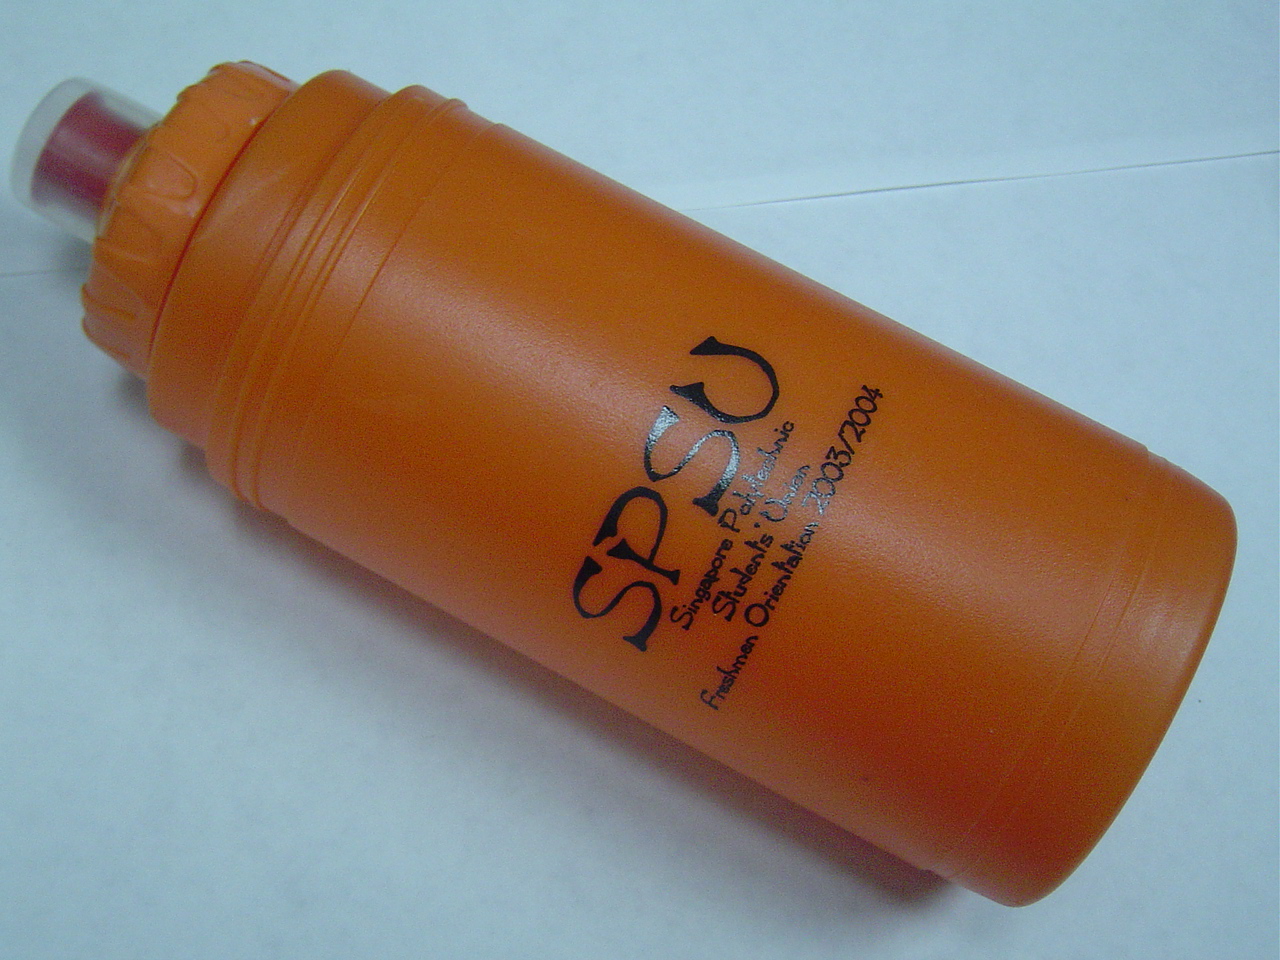 SPSU
Singapore Polytechnic
Students' Union
Freshmen Orientation 2003/2004